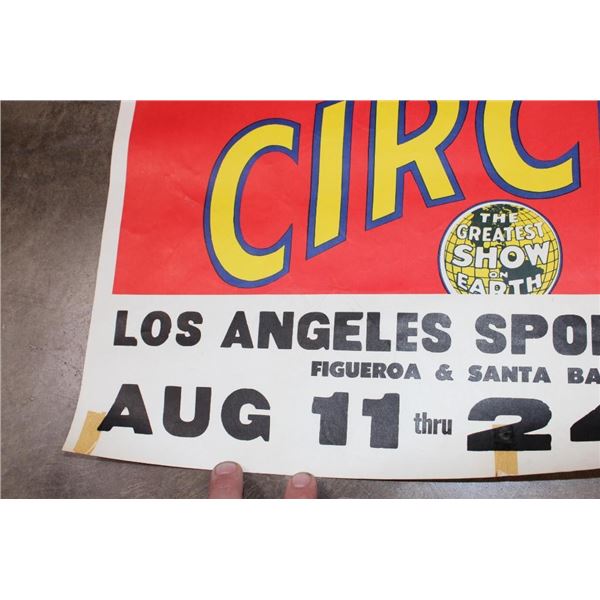 CIRC
THE
GREATEST
SHOW
ON
EARTH
LOS ANGELES SPO
FIGUEROA & SANTA BA
AUG 11 thru 24